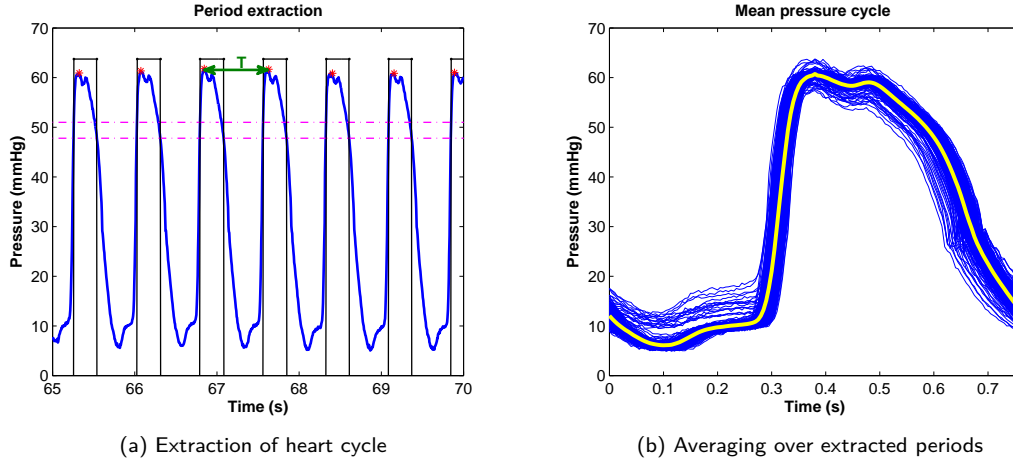 Period extraction
70
60
50
40
30
20
10
0
Pressure (mmHg)
T
65 66 67 68 69 70
Time (s)
(a) Extraction of heart cycle
Mean pressure cycle
70
60
50
40
30
20
10
0
Pressure (mmHg)
0 0.1 0.2 0.3 0.4 0.5 0.6 0.7
Time (s)
(b) Averaging over extracted periods